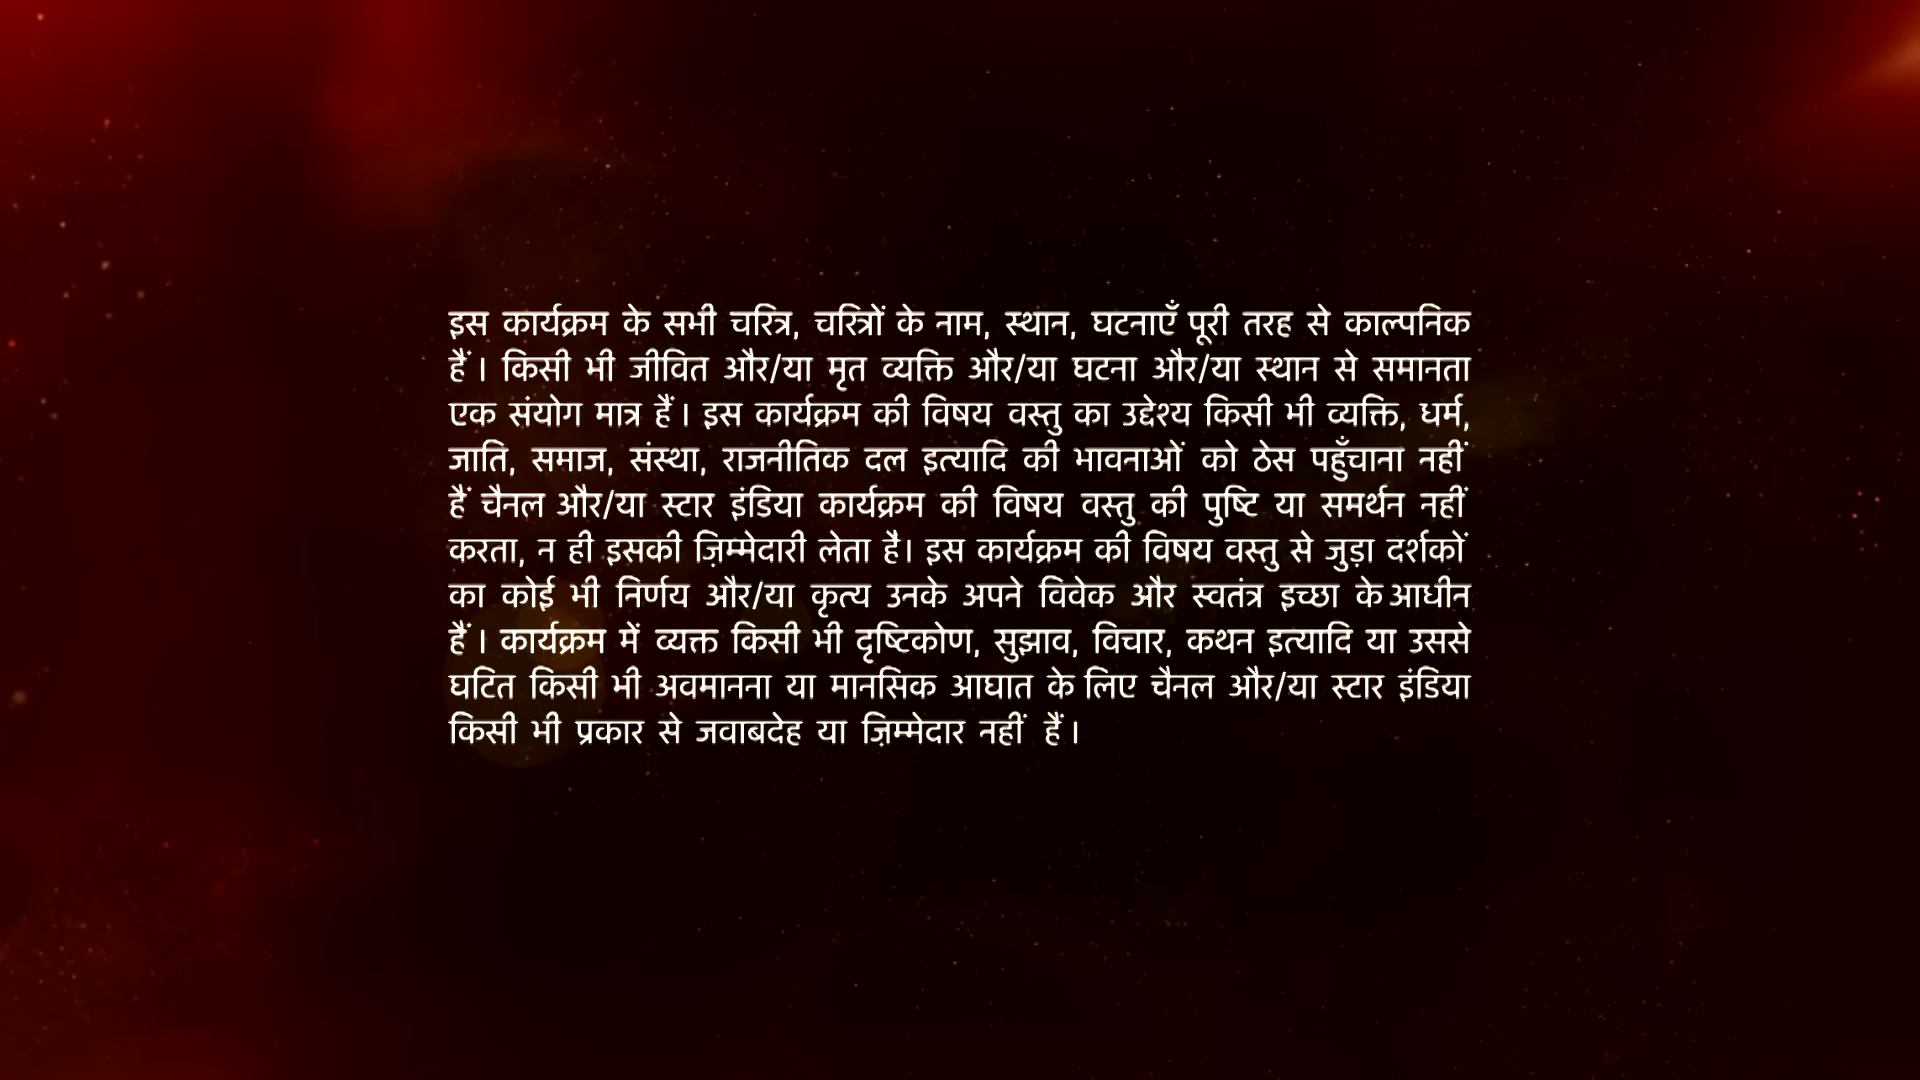 इस कार्यक्रम के सभी चरित्र, चरित्रों के नाम, स्थान, घटनाएँ पूरी तरह से काल्पनिक
हैं । किसी भी जीवित और/या मृत व्यक्ति और/या घटना और/या स्थान से समानता
एक संयोग मात्र हैं । इस कार्यक्रम की विषय वस्तु का उद्देश्य किसी भी व्यक्ति, धर्म,
जाति, समाज, संस्था, राजनीतिक दल इत्यादि की भावनाओं को ठेस पहुँचाना नहीं
हैं चैनल और/या स्टार इंडिया कार्यक्रम की विषय वस्तु की पुष्टि या समर्थन नहीं
करता, न ही इसकी ज़िम्मेदारी लेता है। इस कार्यक्रम की विषय वस्तु से जुड़ा दर्शकों
का कोई भी निर्णय और/या कृत्य उनके अपने विवेक और स्वतंत्र इच्छा के आधीन
हैं । कार्यक्रम में व्यक्त किसी भी दृष्टिकोण, सुझाव, विचार, कथन इत्यादि या उससे
घटित किसी भी अवमानना या मानसिक आघात के लिए चैनल और/या स्टार इंडिया
किसी भी प्रकार से जवाबदेह या ज़िम्मेदार नहीं हैं ।